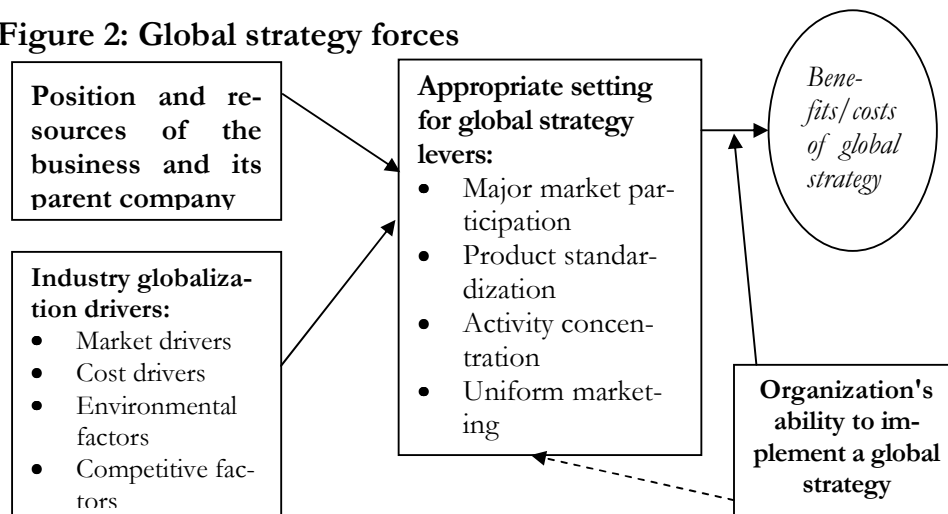 Figure 2: Global strategy forces
Position and re-
sources of the
business and its
parent company
Industry globaliza-
tion drivers:
• Market drivers
• Cost drivers
• Environmental
factors
• Competitive fac-
tors
Appropriate setting
for global strategy
levers:
• Major market par-
ticipation
• Product standar-
dization
• Activity concen-
tration
• Uniform market-
ing
Bene-
fits/costs
of global
strategy
Organization's
ability to im-
plement a global
strategy